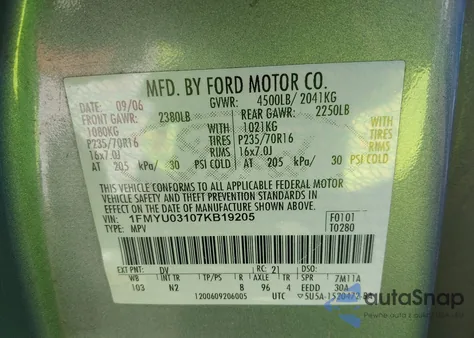 MFD. BY FORD MOTOR CO.
DATE: 09/06 GVWR: 4500LB/ 2041KG
FRONT GAWR: 2380LB REAR GAWR: 2250LB
1080KG WITH 1021KG WITH
P235/70R16 TIRES P235/70R16 TIRES
16x7.0J RIMS 16x7.0J RIMS
AT 205 kPa/ 30 PSI COLD AT 205 kPa/ 30 PSI COLD
THIS VEHICLE CONFORMS TO ALL APPLICABLE FEDERAL MOTOR
VEHICLE SAFETY AND THEFT PREVENTION STANDARDS IN
EFFECT ON THE DATE OF MANUFACTURE SHOWN ABOVE.
VIN: 1FMYU03107KB19205 F0101
TYPE: MPV T0280
EXT PNT: DV RC: 21 DSO:
WB INT TR TP/PS R AXLE TR SPR 7M11A
103 N2 8 96 4 EEDD 30A
1200609206005 UTC
autoSnap